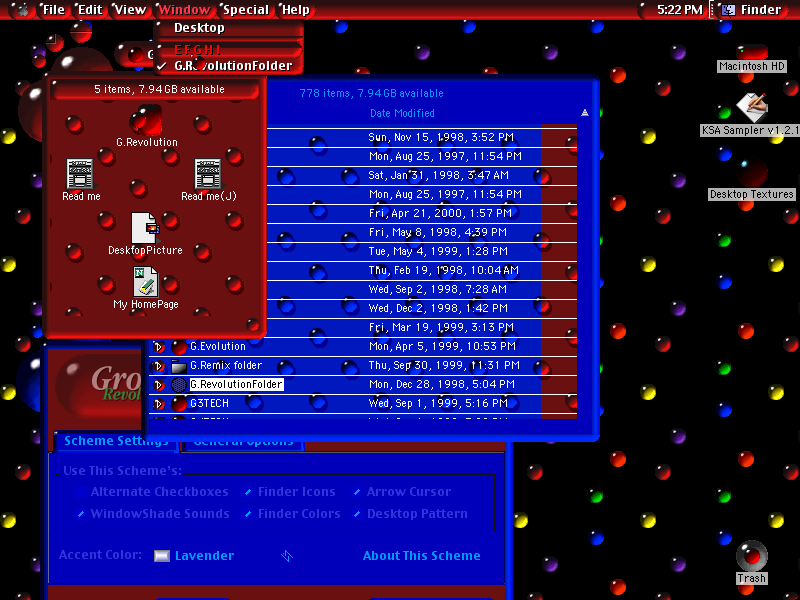 File Edit View Window Special Help 5:22 PM Finder
Desktop
E F G H I
G.RevolutionFolder
5 items, 7.94 GB available
G.Revolution
Read me
Read me(J)
DesktopPicture
My HomePage
778 items, 7.94GB available
Date Modified
Sun, Nov 15, 1998, 3:52 PM
Mon, Aug 25, 1997, 11:54 PM
Sat, Jan 31, 1998, 3:47 AM
Mon, Aug 25, 1997, 11:54 PM
Fri, Apr 21, 2000, 1:57 PM
Fri, May 8, 1998, 4:39 PM
Tue, May 4, 1999, 1:28 PM
Thu, Feb 19, 1998, 10:04 AM
Wed, Sep 2, 1998, 7:28 AM
Wed, Dec 2, 1998, 1:42 PM
Fri, Mar 19, 1999, 3:13 PM
G.Evolution Mon, Apr 5, 1999, 10:53 PM
G.Remix folder Thu, Sep 30, 1999, 11:31 PM
G.RevolutionFolder Mon, Dec 28, 1998, 5:04 PM
G3TECH Wed, Sep 1, 1999, 5:16 PM
Macintosh HD
KSA Sampler v1.2.1
Desktop Textures
Gro
Revol
Scheme Settings General Options
Use This Scheme's:
Alternate Checkboxes Finder Icons Arrow Cursor
WindowShade Sounds Finder Colors Desktop Pattern
Accent Color: Lavender About This Scheme
Trash